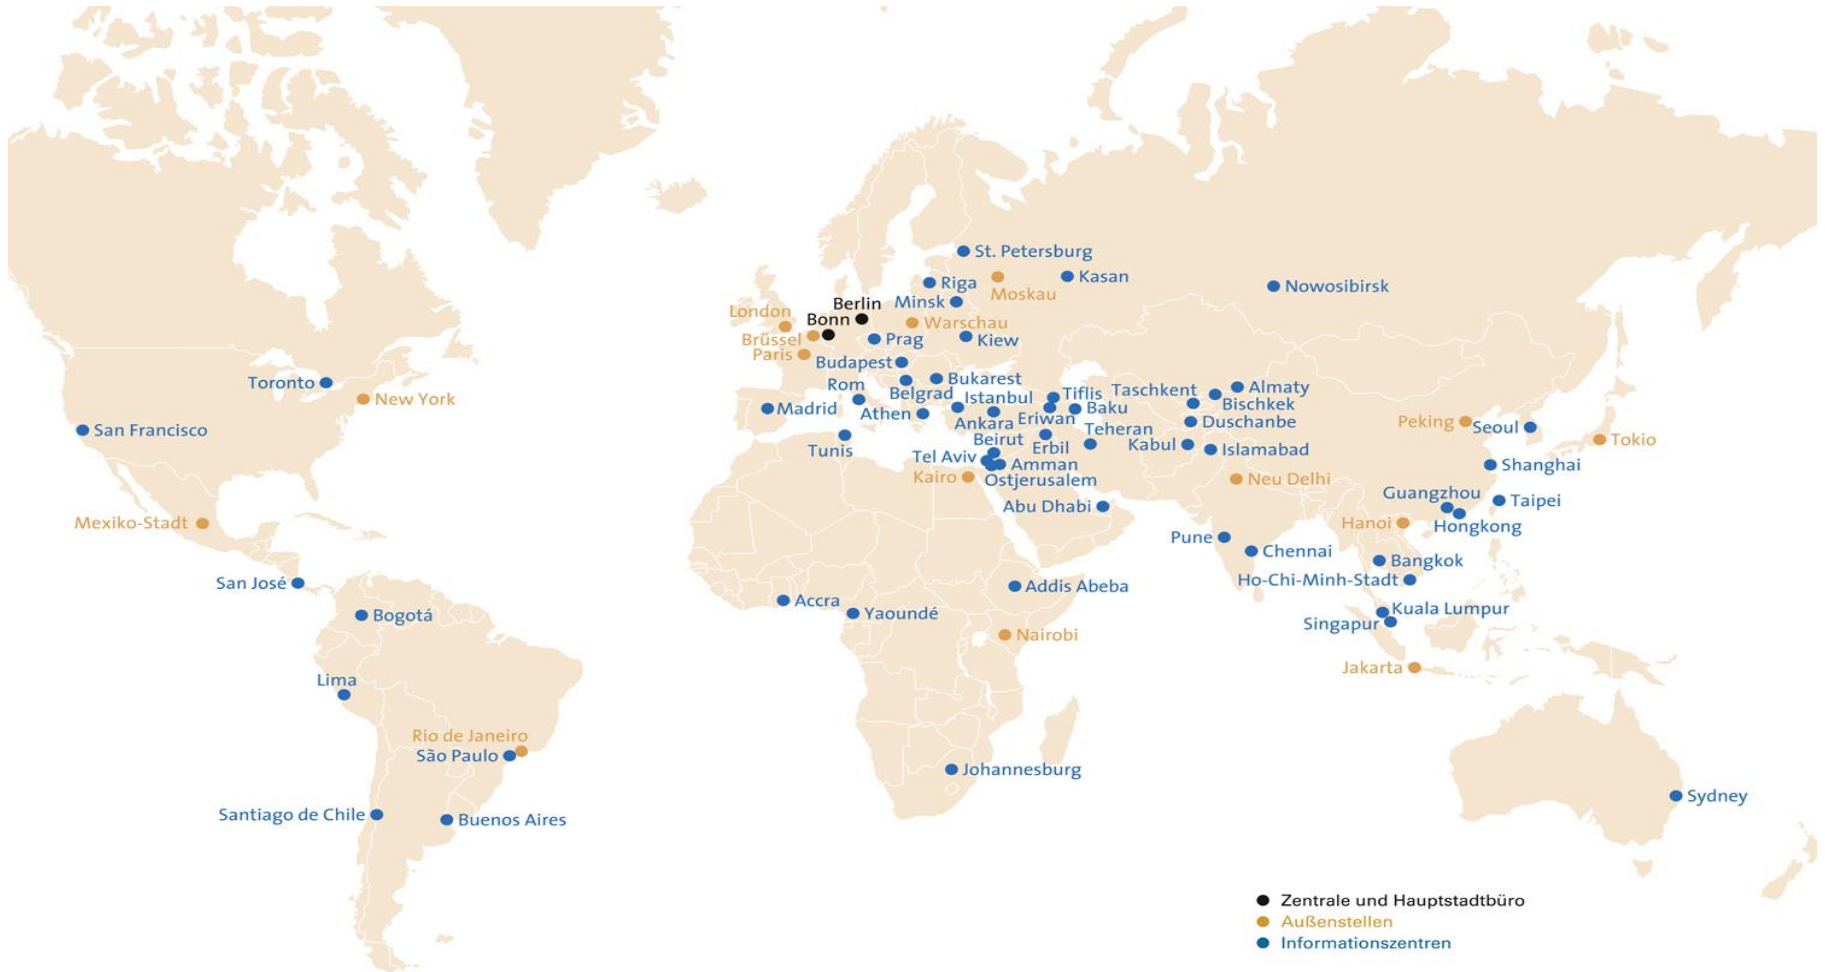 St. Petersburg
Kasan
Riga
Moskau
Nowosibirsk
Minsk
Berlin
London
Bonn
Warschau
Brüssel
Prag
Kiew
Paris
Budapest
Toronto
Rom
Belgrad
Bukarest
New York
Madrid
Athen
Istanbul
Ankara
Tiflis
Eriwan
Baku
Taschkent
Almaty
Bischkek
Duschanbe
San Francisco
Tunis
Beirut
Erbil
Teheran
Kabul
Islamabad
Peking
Seoul
Tokio
Tel Aviv
Amman
Kairo
Ostjerusalem
Neu Delhi
Shanghai
Abu Dhabi
Guangzhou
Taipei
Mexiko-Stadt
Hanoi
Hongkong
Pune
Chennai
Bangkok
San José
Addis Abeba
Ho-Chi-Minh-Stadt
Bogotá
Accra
Yaoundé
Kuala Lumpur
Singapur
Nairobi
Jakarta
Lima
Rio de Janeiro
São Paulo
Johannesburg
Sydney
Santiago de Chile
Buenos Aires
Zentrale und Hauptstadtbüro
Außenstellen
Informationszentren